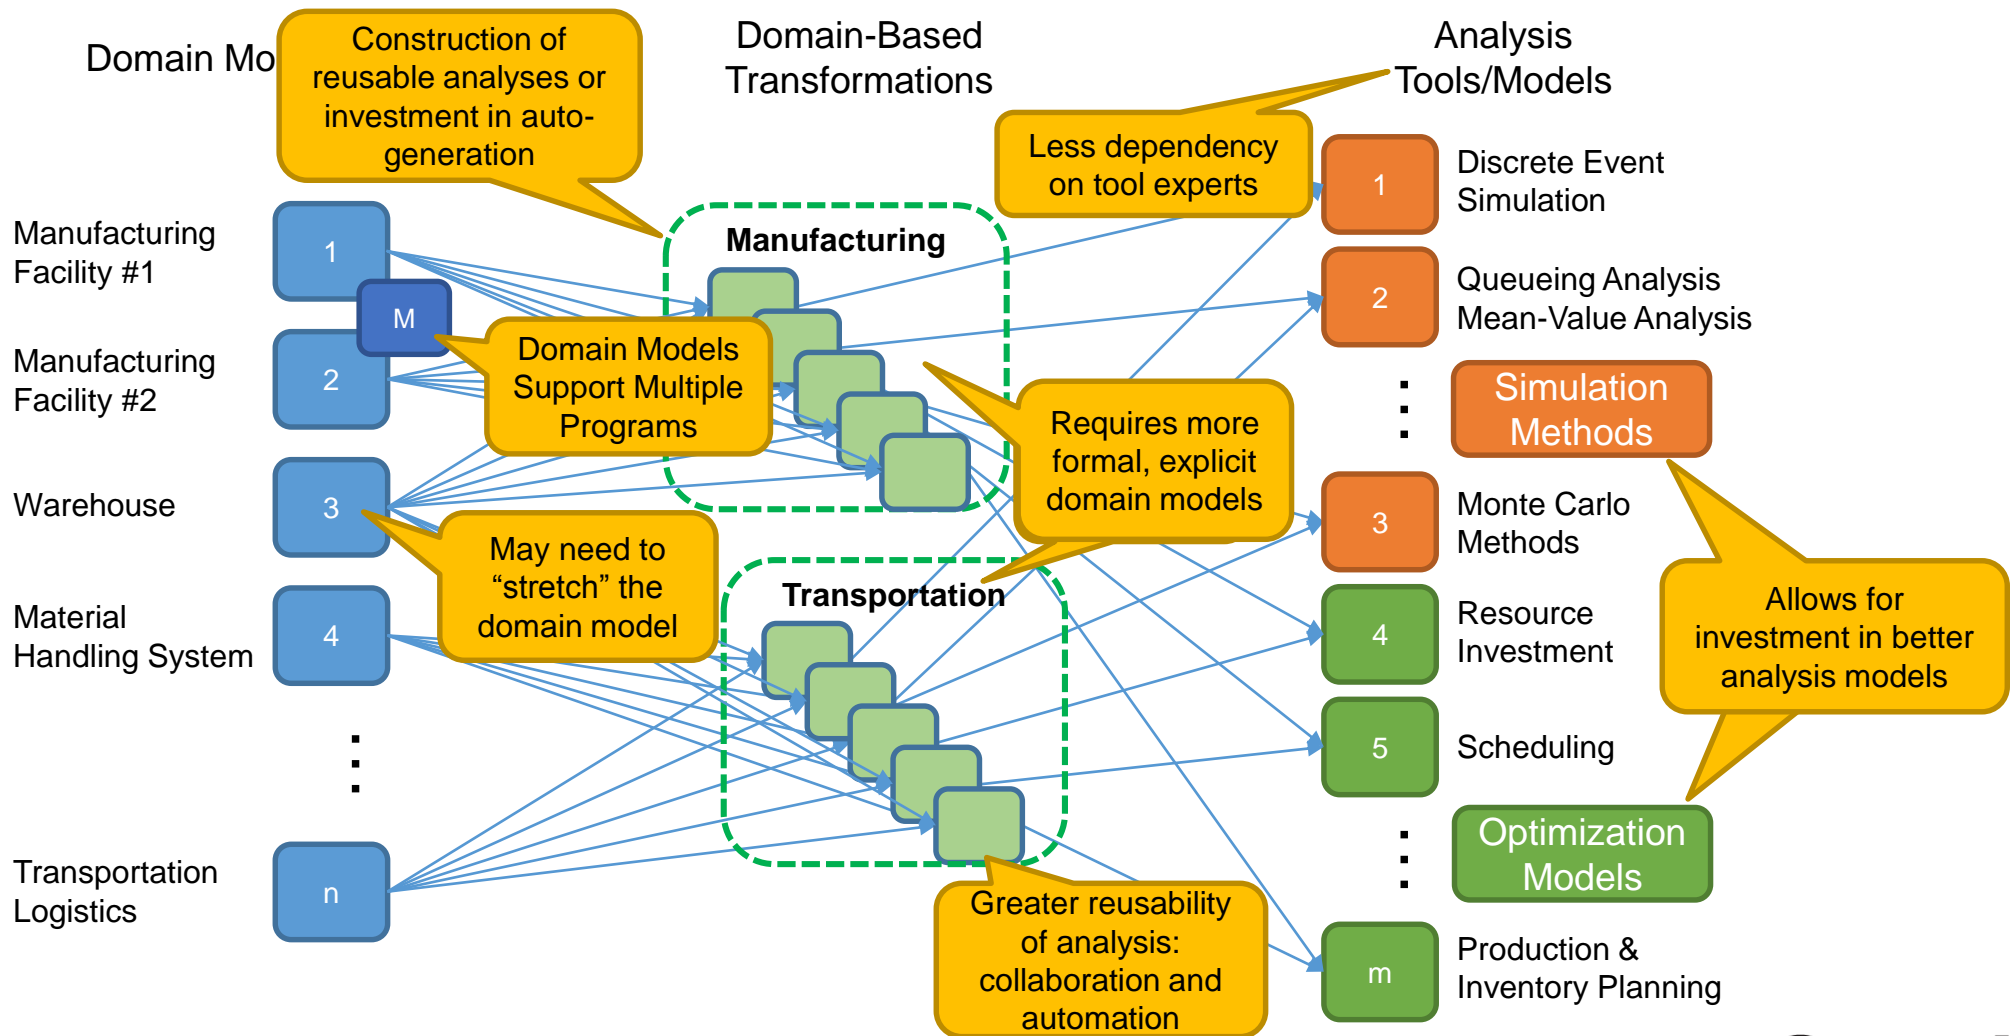 Domain Mo
Construction of
reusable analyses or
investment in auto-
generation
Domain-Based
Transformations
Analysis
Tools/Models
Less dependency
on tool experts
Manufacturing
Facility #1
1
M
Manufacturing
Facility #2
2
Domain Models
Support Multiple
Programs
Warehouse
3
May need to
“stretch” the
domain model
Material
Handling System
4
Transportation
Logistics
n
Manufacturing
Requires more
formal, explicit
domain models
Transportation
Greater reusability
of analysis:
collaboration and
automation
1
Discrete Event
Simulation
2
Queueing Analysis
Mean-Value Analysis
Simulation
Methods
3
Monte Carlo
Methods
4
Resource
Investment
Allows for
investment in better
analysis models
5
Scheduling
Optimization
Models
m
Production &
Inventory Planning